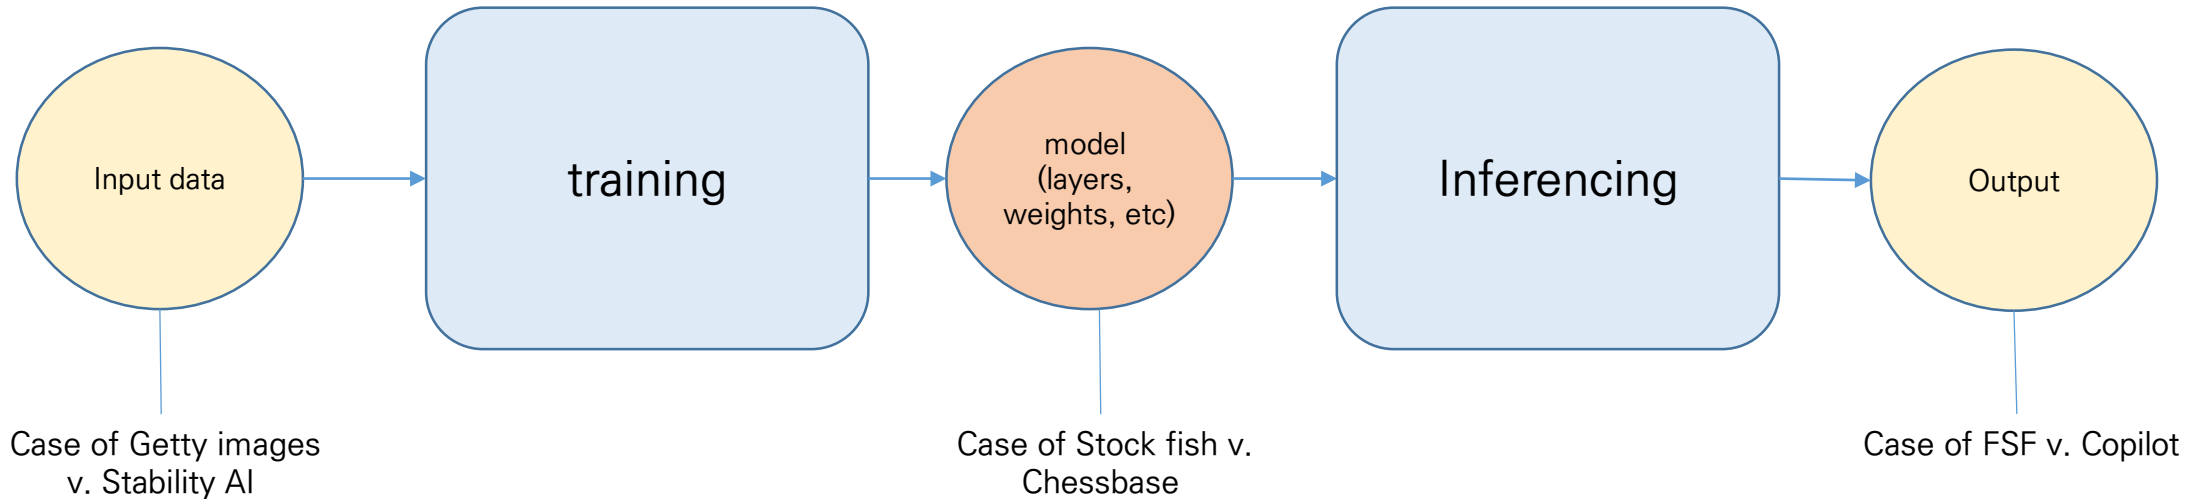 Input data
training
model
(layers,
weights, etc)
Inferencing
Output
Case of Getty images
v. Stability AI
Case of Stock fish v.
Chessbase
Case of FSF v. Copilot